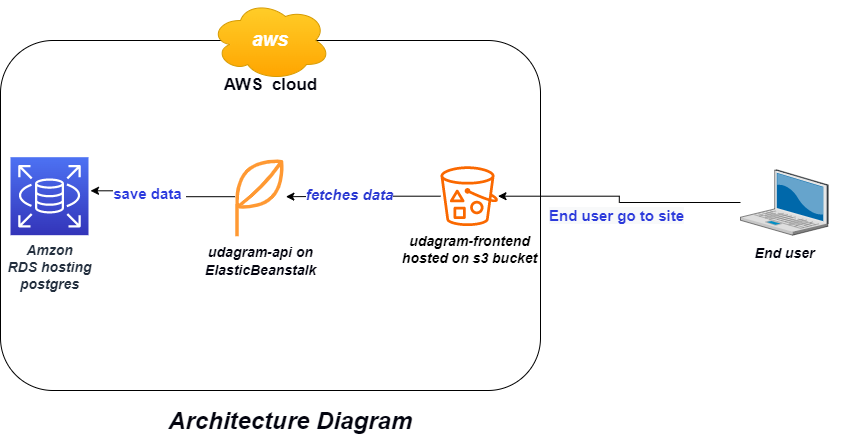 aws
AWS cloud
save data
fetches data
End user go to site
Amzon
RDS hosting
postgres
udagram-api on
ElasticBeanstalk
udagram-frontend
hosted on s3 bucket
End user
Architecture Diagram